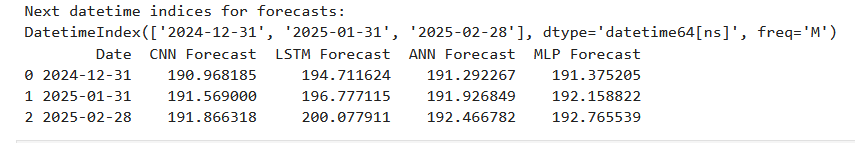 Next datetime indices for forecasts:
DatetimeIndex(['2024-12-31', '2025-01-31', '2025-02-28'], dtype='datetime64[ns]', freq='M')
Date CNN Forecast LSTM Forecast ANN Forecast MLP Forecast
0 2024-12-31 190.968185 194.711624 191.292267 191.375205
1 2025-01-31 191.569000 196.777115 191.926849 192.158822
2 2025-02-28 191.866318 200.077911 192.466782 192.765539